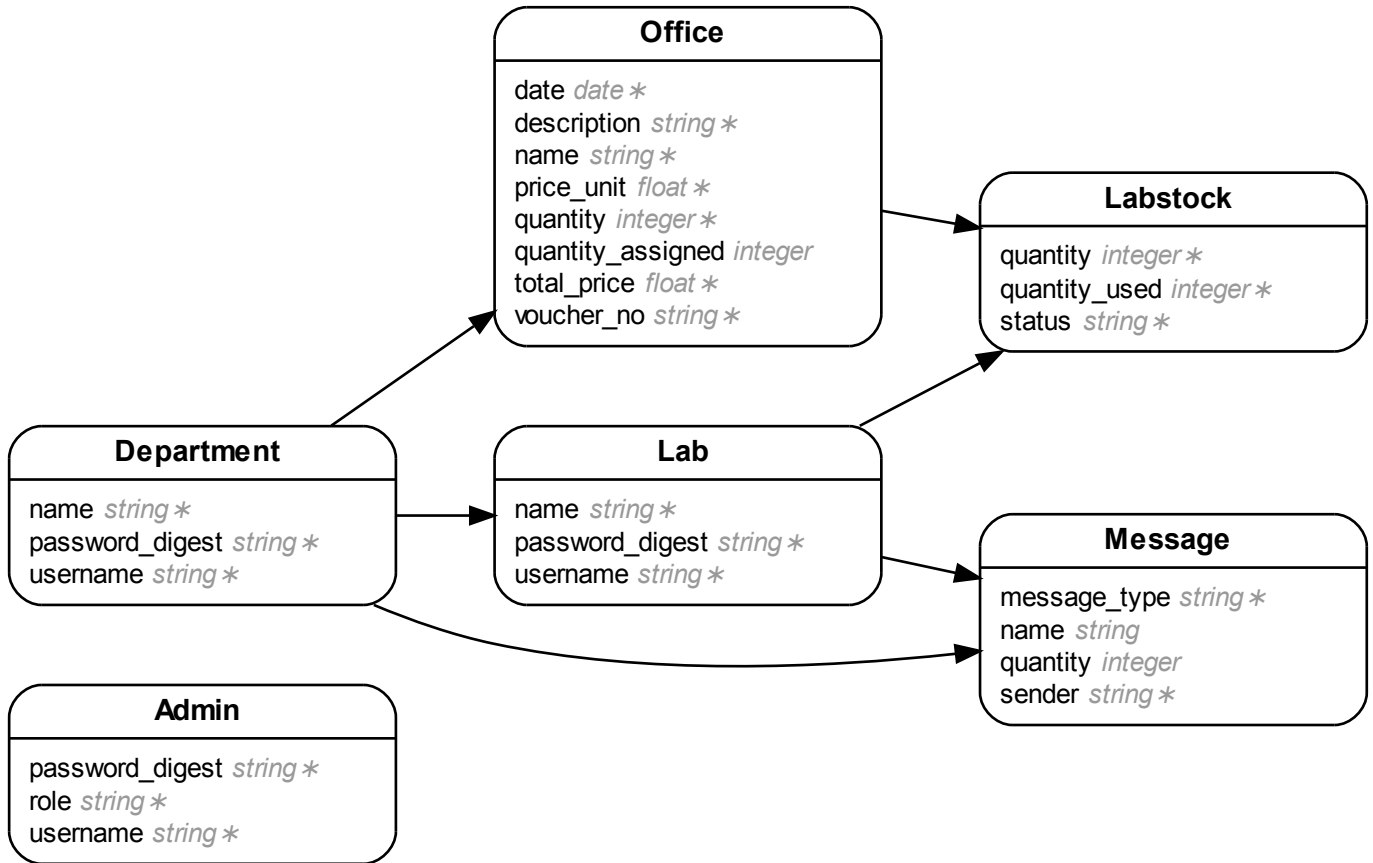 Office
date date ∗
description string ∗
name string ∗
price_unit float ∗
quantity integer ∗
quantity_assigned integer
total_price float ∗
voucher_no string ∗
Labstock
quantity integer ∗
quantity_used integer ∗
status string ∗
Department
name string ∗
password_digest string ∗
username string ∗
Lab
name string ∗
password_digest string ∗
username string ∗
Message
message_type string ∗
name string
quantity integer
sender string ∗
Admin
password_digest string ∗
role string ∗
username string ∗